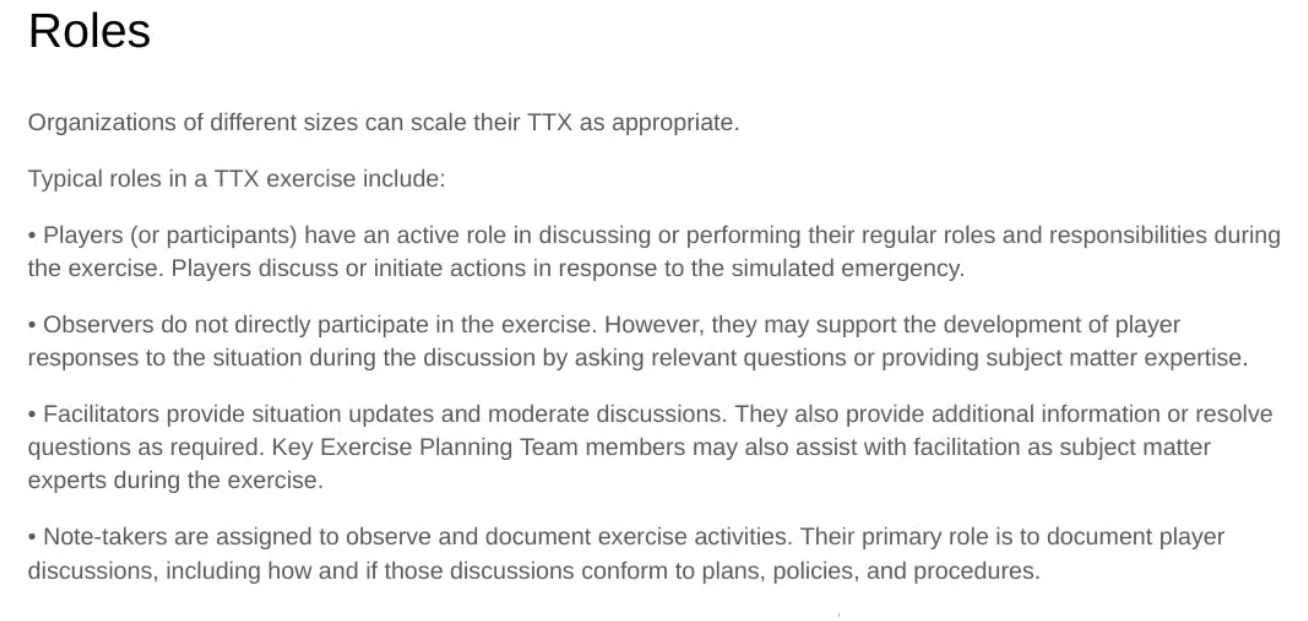 Roles
Organizations of different sizes can scale their TTX as appropriate.
Typical roles in a TTX exercise include:
• Players (or participants) have an active role in discussing or performing their regular roles and responsibilities during
the exercise. Players discuss or initiate actions in response to the simulated emergency.
• Observers do not directly participate in the exercise. However, they may support the development of player
responses to the situation during the discussion by asking relevant questions or providing subject matter expertise.
• Facilitators provide situation updates and moderate discussions. They also provide additional information or resolve
questions as required. Key Exercise Planning Team members may also assist with facilitation as subject matter
experts during the exercise.
• Note-takers are assigned to observe and document exercise activities. Their primary role is to document player
discussions, including how and if those discussions conform to plans, policies, and procedures.